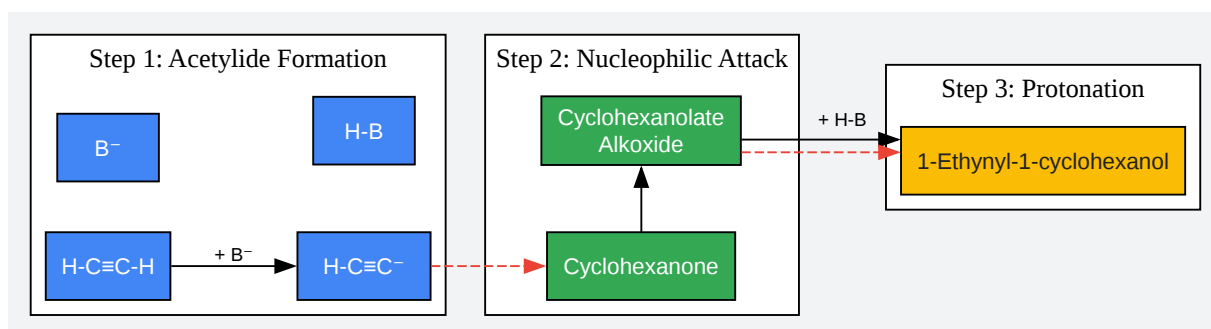 Step 1: Acetylide Formation
B⁻
H-B
H-C≡C-H
+ B⁻
H-C≡C⁻
Step 2: Nucleophilic Attack
Cyclohexanolate
Alkoxide
Cyclohexanone
+ H-B
Step 3: Protonation
1-Ethynyl-1-cyclohexanol